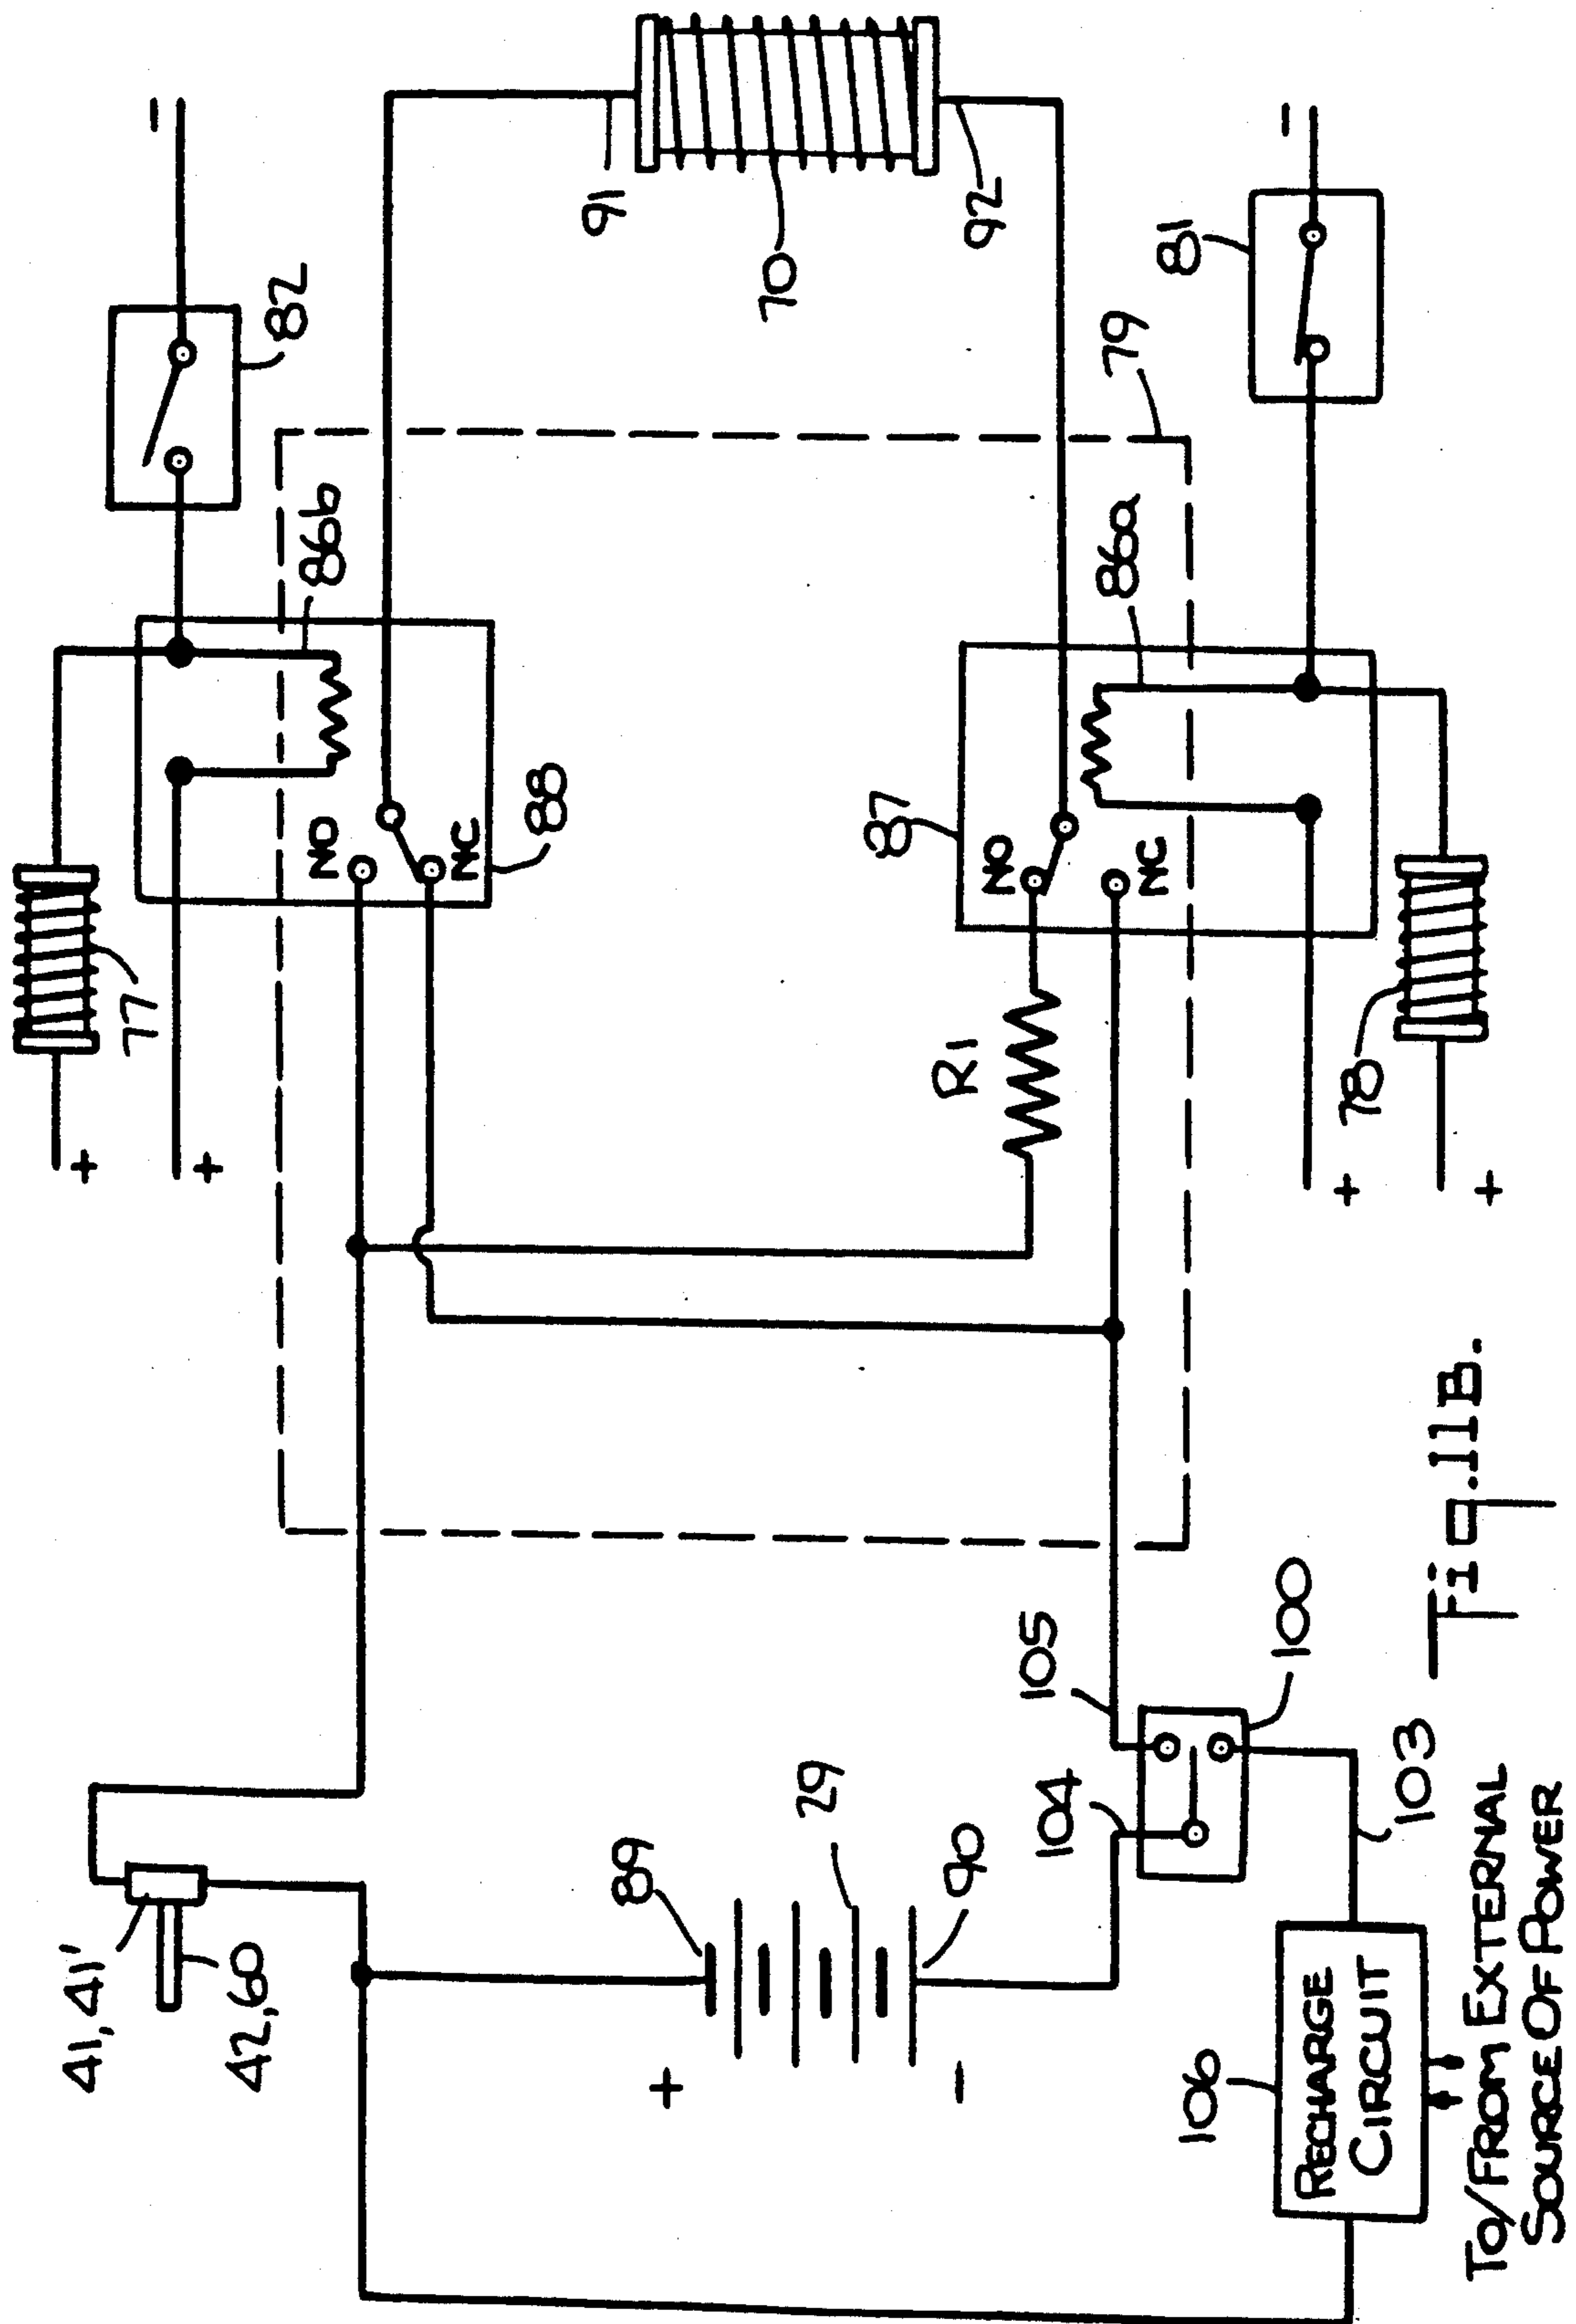 77
+
+
82
-
86b
NO
NC
88
91
70
92
79
81
-
86a
87
NO
NC
R1
78
+
+
41, 41'
42,60
89
29
90
+
-
104
105
100
103
106
RECHARGE
CIRCUIT
TO/FROM EXTERNAL
SOURCE OF POWER
Fig. 11B.